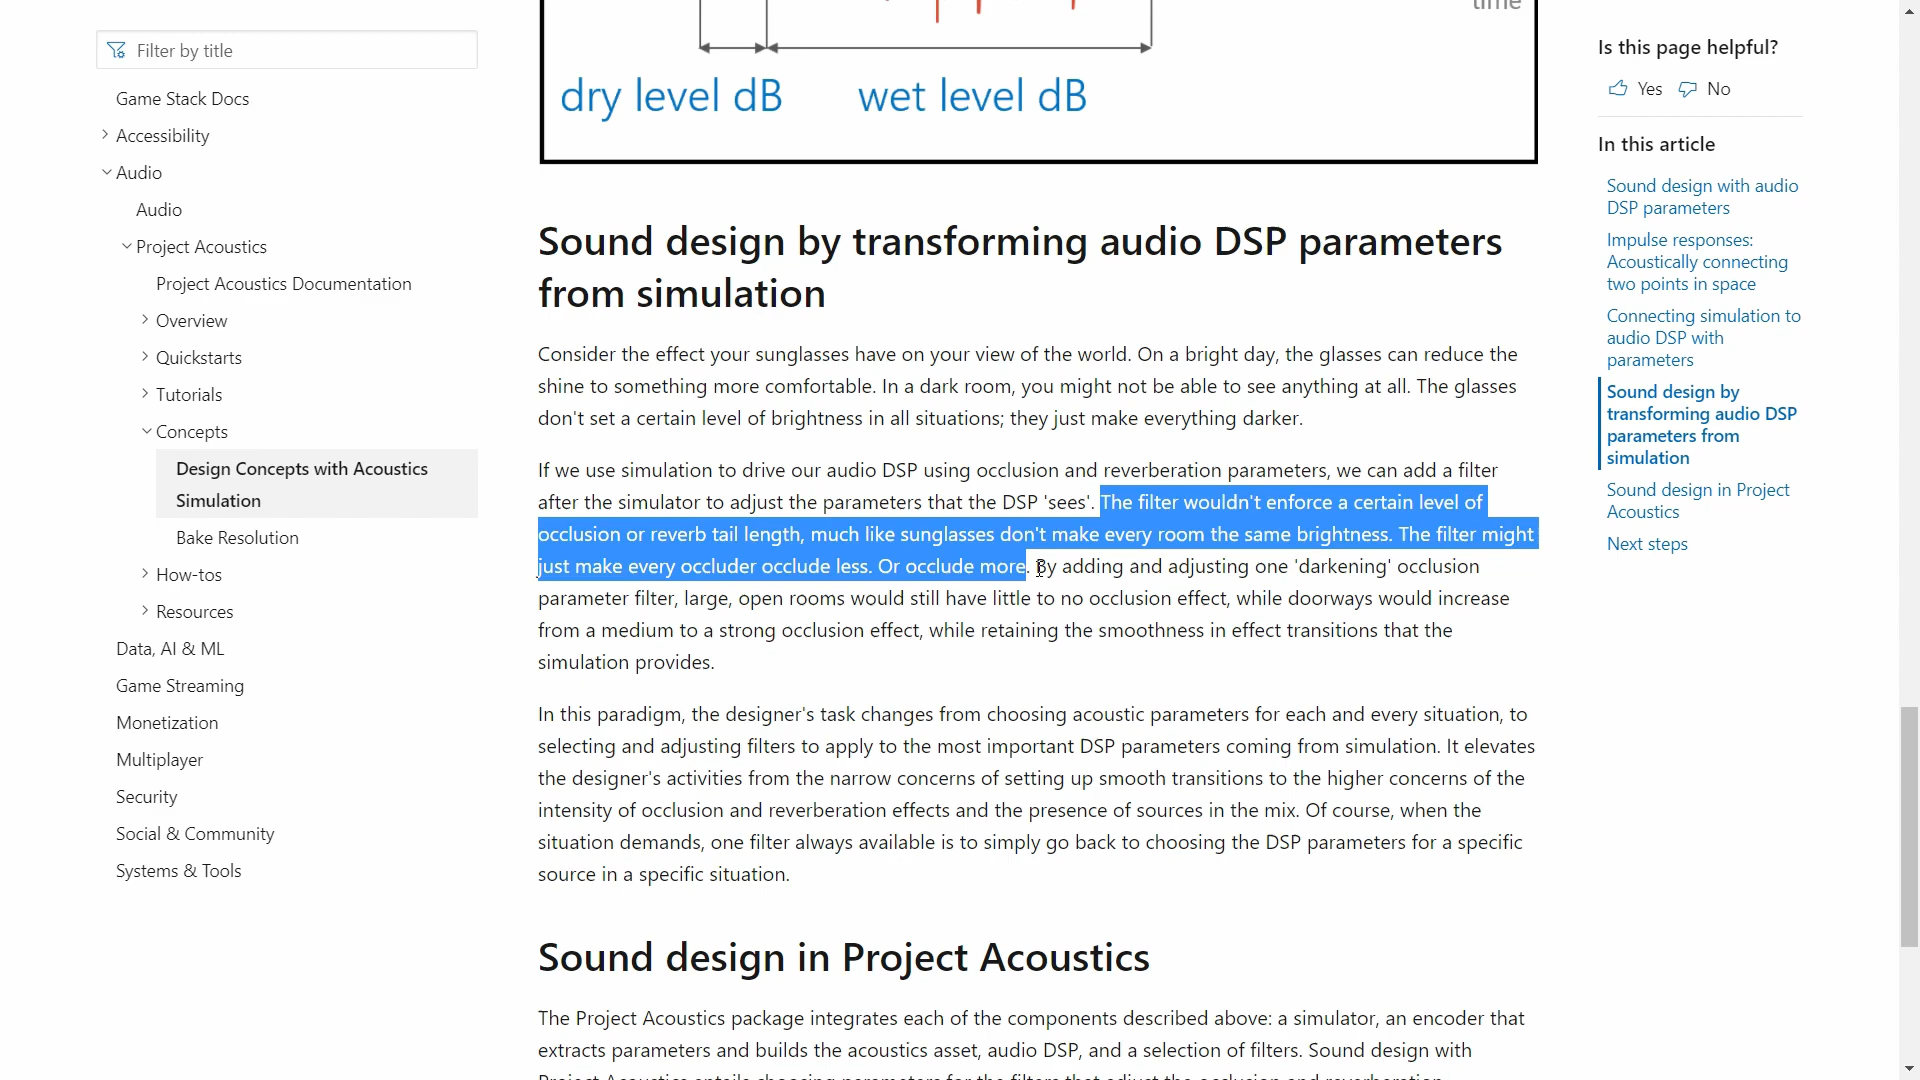 time
dry level dB wet level dB
Filter by title
Game Stack Docs
Accessibility
Audio
Audio
Project Acoustics
Project Acoustics Documentation
Overview
Quickstarts
Tutorials
Concepts
Design Concepts with Acoustics
Simulation
Bake Resolution
How-tos
Resources
Data, AI & ML
Game Streaming
Monetization
Multiplayer
Security
Social & Community
Systems & Tools
Sound design by transforming audio DSP parameters
from simulation
Consider the effect your sunglasses have on your view of the world. On a bright day, the glasses can reduce the
shine to something more comfortable. In a dark room, you might not be able to see anything at all. The glasses
don't set a certain level of brightness in all situations; they just make everything darker.
If we use simulation to drive our audio DSP using occlusion and reverberation parameters, we can add a filter
after the simulator to adjust the parameters that the DSP 'sees'. The filter wouldn't enforce a certain level of
occlusion or reverb tail length, much like sunglasses don't make every room the same brightness. The filter might
just make every occluder occlude less. Or occlude more. By adding and adjusting one 'darkening' occlusion
parameter filter, large, open rooms would still have little to no occlusion effect, while doorways would increase
from a medium to a strong occlusion effect, while retaining the smoothness in effect transitions that the
simulation provides.
In this paradigm, the designer's task changes from choosing acoustic parameters for each and every situation, to
selecting and adjusting filters to apply to the most important DSP parameters coming from simulation. It elevates
the designer's activities from the narrow concerns of setting up smooth transitions to the higher concerns of the
intensity of occlusion and reverberation effects and the presence of sources in the mix. Of course, when the
situation demands, one filter always available is to simply go back to choosing the DSP parameters for a specific
source in a specific situation.
Sound design in Project Acoustics
The Project Acoustics package integrates each of the components described above: a simulator, an encoder that
extracts parameters and builds the acoustics asset, audio DSP, and a selection of filters. Sound design with
Project Acoustics entails choosing parameters for the filters that adjust the occlusion and reverberation
Is this page helpful?
Yes No
In this article
Sound design with audio
DSP parameters
Impulse responses:
Acoustically connecting
two points in space
Connecting simulation to
audio DSP with
parameters
Sound design by
transforming audio DSP
parameters from
simulation
Sound design in Project
Acoustics
Next steps